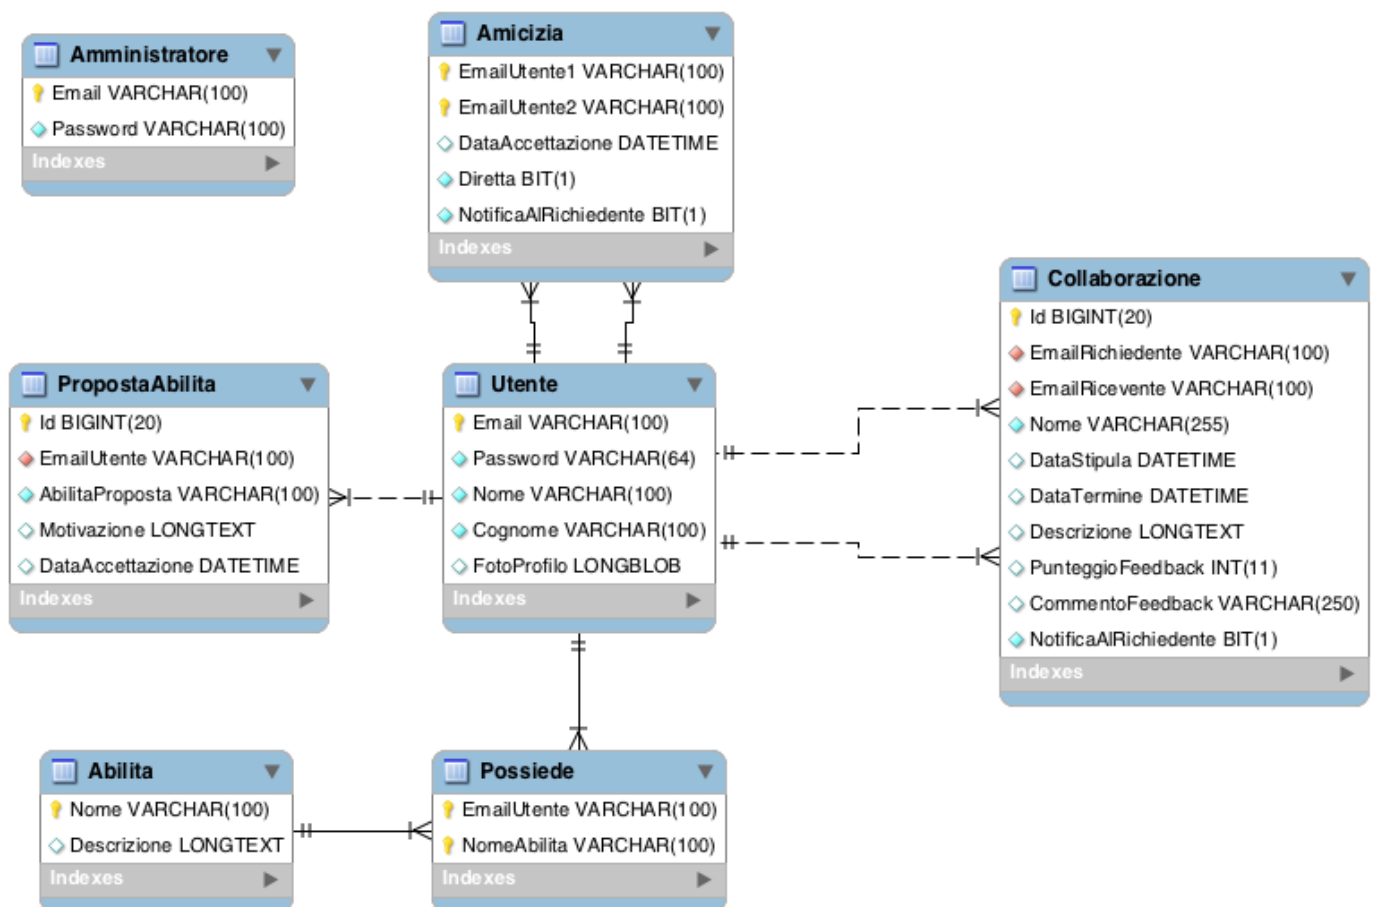 Amministratore
Email VARCHAR(100)
Password VARCHAR(100)
Indexes
Amicizia
EmailUtente1 VARCHAR(100)
EmailUtente2 VARCHAR(100)
DataAccettazione DATETIME
Diretta BIT(1)
NotificaAlRichiedente BIT(1)
Indexes
Collaborazione
Id BIGINT(20)
EmailRichiedente VARCHAR(100)
EmailRicevente VARCHAR(100)
Nome VARCHAR(255)
DataStipula DATETIME
DataTermine DATETIME
Descrizione LONGTEXT
PunteggioFeedback INT(11)
CommentoFeedback VARCHAR(250)
NotificaAlRichiedente BIT(1)
Indexes
PropostaAbilita
Id BIGINT(20)
EmailUtente VARCHAR(100)
AbilitaProposta VARCHAR(100)
Motivazione LONGTEXT
DataAccettazione DATETIME
Indexes
Utente
Email VARCHAR(100)
Password VARCHAR(64)
Nome VARCHAR(100)
Cognome VARCHAR(100)
FotoProfilo LONGBLOB
Indexes
Abilita
Nome VARCHAR(100)
Descrizione LONGTEXT
Indexes
Possiede
EmailUtente VARCHAR(100)
NomeAbilita VARCHAR(100)
Indexes